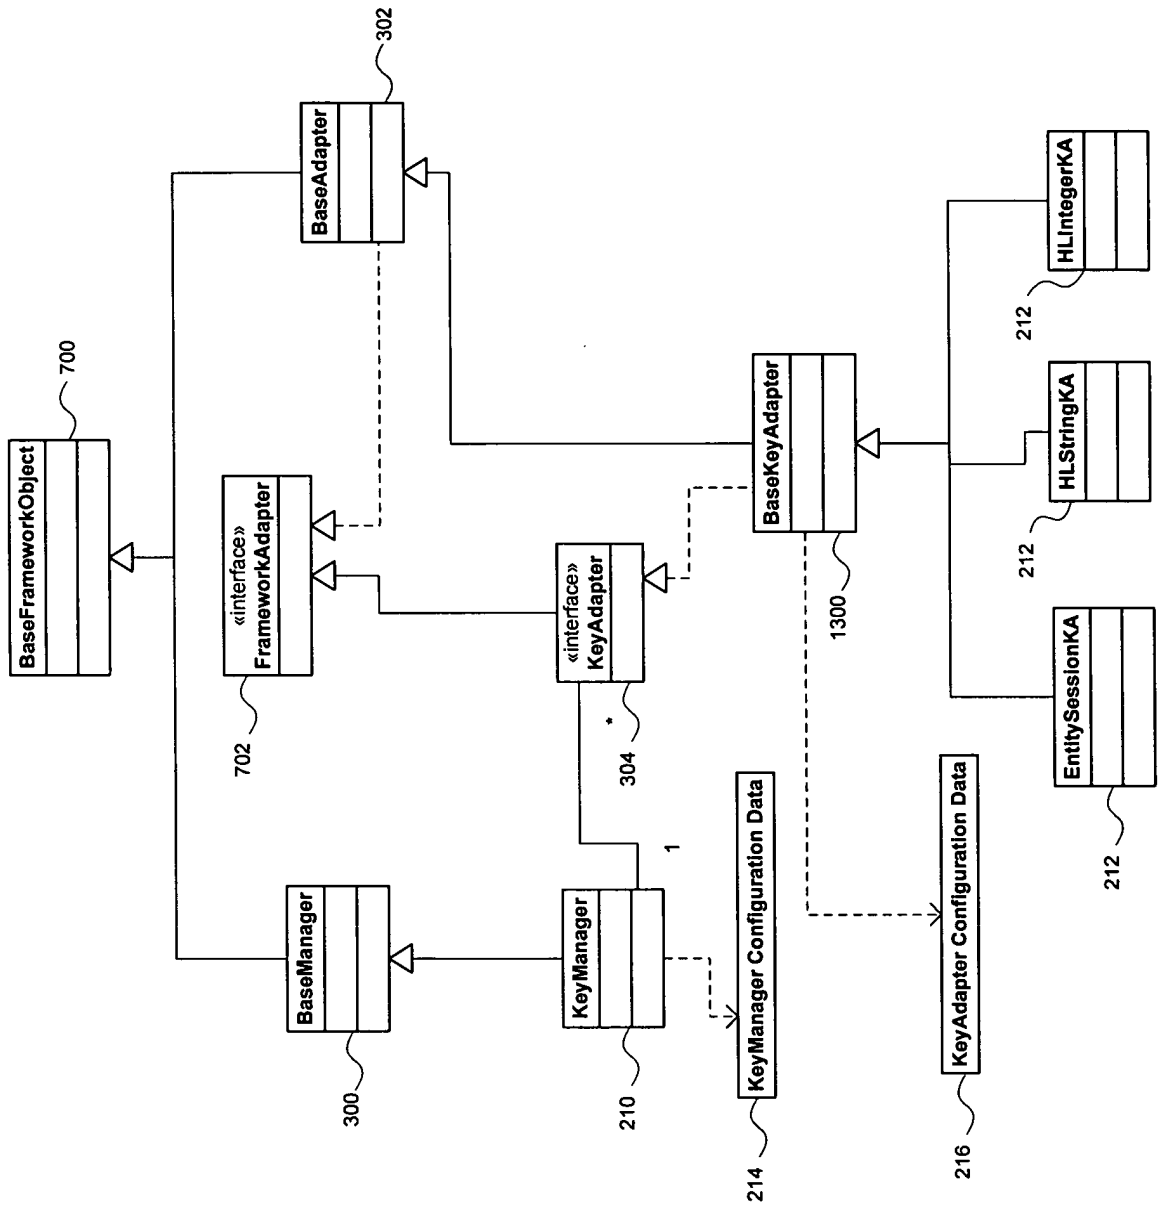 BaseFrameworkObject
700
BaseManager
300
«interface»
FrameworkAdapter
702
BaseAdapter
302
KeyManager
210
1
«interface»
KeyAdapter
304
*
KeyManager Configuration Data
214
BaseKeyAdapter
1300
KeyAdapter Configuration Data
216
EntitySessionKA
212
HLStringKA
212
HLIntegerKA
212